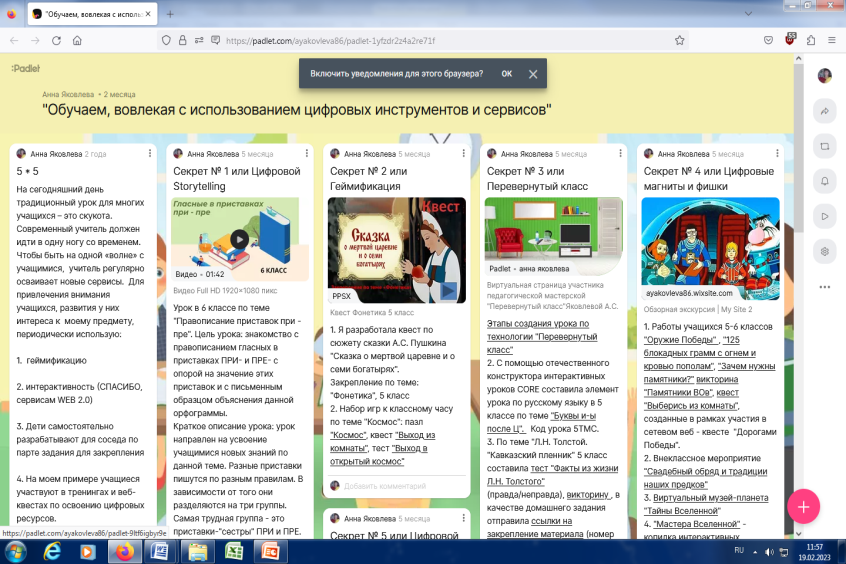 "Обучаем, вовлекая с исполь:
https://padlet.com/ayakovleva86/padlet-1yfzdr2z4a2re71f
:Padlet
Включить уведомления для этого браузера?
ОК
Анна Яковлева • 2 месяца
"Обучаем, вовлекая с использованием цифровых инструментов и сервисов"
Анна Яковлева 2 года
5 * 5
На сегодняшний день
традиционный урок для многих
учащихся – это скукота.
Современный учитель должен
идти в одну ногу со временем.
Чтобы быть на одной «волне» с
учащимися, учитель регулярно
осваивает новые сервисы. Для
привлечения внимания
учащихся, развития у них
интереса к моему предмету,
периодически использую:
1. геймификацию
2. интерактивность (СПАСИБО,
сервисам WEB 2.0)
3. Дети самостоятельно
разрабатывают для соседа по
парте задания для закрепления
4. На моем примере учащиеся
участвуют в тренингах и веб-
квестах по освоению цифровых
ресурсов.
Анна Яковлева 5 месяца
Секрет № 1 или Цифровой
Storytelling
Гласные в приставках
при - пре
6 КЛАСС
Видео - 01:42
Видео Full HD 1920×1080 пикс
Урок в 6 классе по теме
"Правописание приставок при -
пре". Цель урока: знакомство с
правописанием гласных в
приставках ПРИ- и ПРЕ- с
опорой на значение этих
приставок и с письменным
образцом объяснения данной
орфограммы.
Краткое описание урока: урок
направлен на усвоение
учащимися новых знаний по
данной теме. Разные приставки
пишутся по разным правилам. В
зависимости от того они
разделяются на три группы.
Самая трудная группа - это
приставки-"сестры" ПРИ и ПРЕ.
Анна Яковлева 5 месяца
Секрет № 2 или
Геймификация
Квест
Сказка
о мертвой царевне
и о семи
богатырях
PPSX
Квест Фонетика 5 класс
1. Я разработала квест по
сюжету сказки А.С. Пушкина
"Сказка о мертвой царевне и о
семи богатырях".
Закрепление по теме:
"Фонетика", 5 класс
2. Набор игр к классному часу
по теме "Космос": пазл
"Космос", квест "Выход из
комнаты", тест "Выход в
открытый космос"
Добавить комментарий
Анна Яковлева 5 месяца
Секрет № 5 или Цифровой
Анна Яковлева 5 месяца
Секрет № 3 или
Перевернутый класс
Padlet - анна яковлева
Виртуальная страница участника
педагогической мастерской
"Перевернутый класс"Яковлевой А.С.
Этапы создания урока по
технологии "Перевернутый
класс"
2. С помощью отечественного
конструктора интерактивных
уроков CORE составила элемент
урока по русскому языку в 5
классе по теме "Буквы и-ы
после Ц". Код урока 5TMC.
3. По теме "Л.Н. Толстой.
"Кавказский пленник" 5 класс
составила тест "Факты из жизни
Л.Н. Толстого"
(правда/неправда), викторину , в
качестве домашнего задания
отправила ссылки на
закрепление материала (номер
Анна Яковлева 5 месяца
Секрет № 4 или Цифровые
магниты и фишки
ayakovleva86.wixsite.com
Обзорная экскурсия | My Site 2
1. Работы учащихся 5-6 классов
"Оружие Победы" , "125
блокадных грамм с огнем и
кровью пополам", "Зачем нужны
памятники?" викторина
"Памятники ВОв", квест
"Выберись из комнаты",
созданные в рамках участия в
сетевом веб - квесте "Дорогами
Победы".
2. Внеклассное мероприятие
"Свадебный обряд и традиции
наших предков"
3. Виртуальный музей-планета
"Тайны Вселенной"
4. "Мастера Вселенной" -
копилка интерактивных
https://padlet.com/ayakovleva86/padlet-9ltf6igbyr9e
RU
11:57
19.02.2023